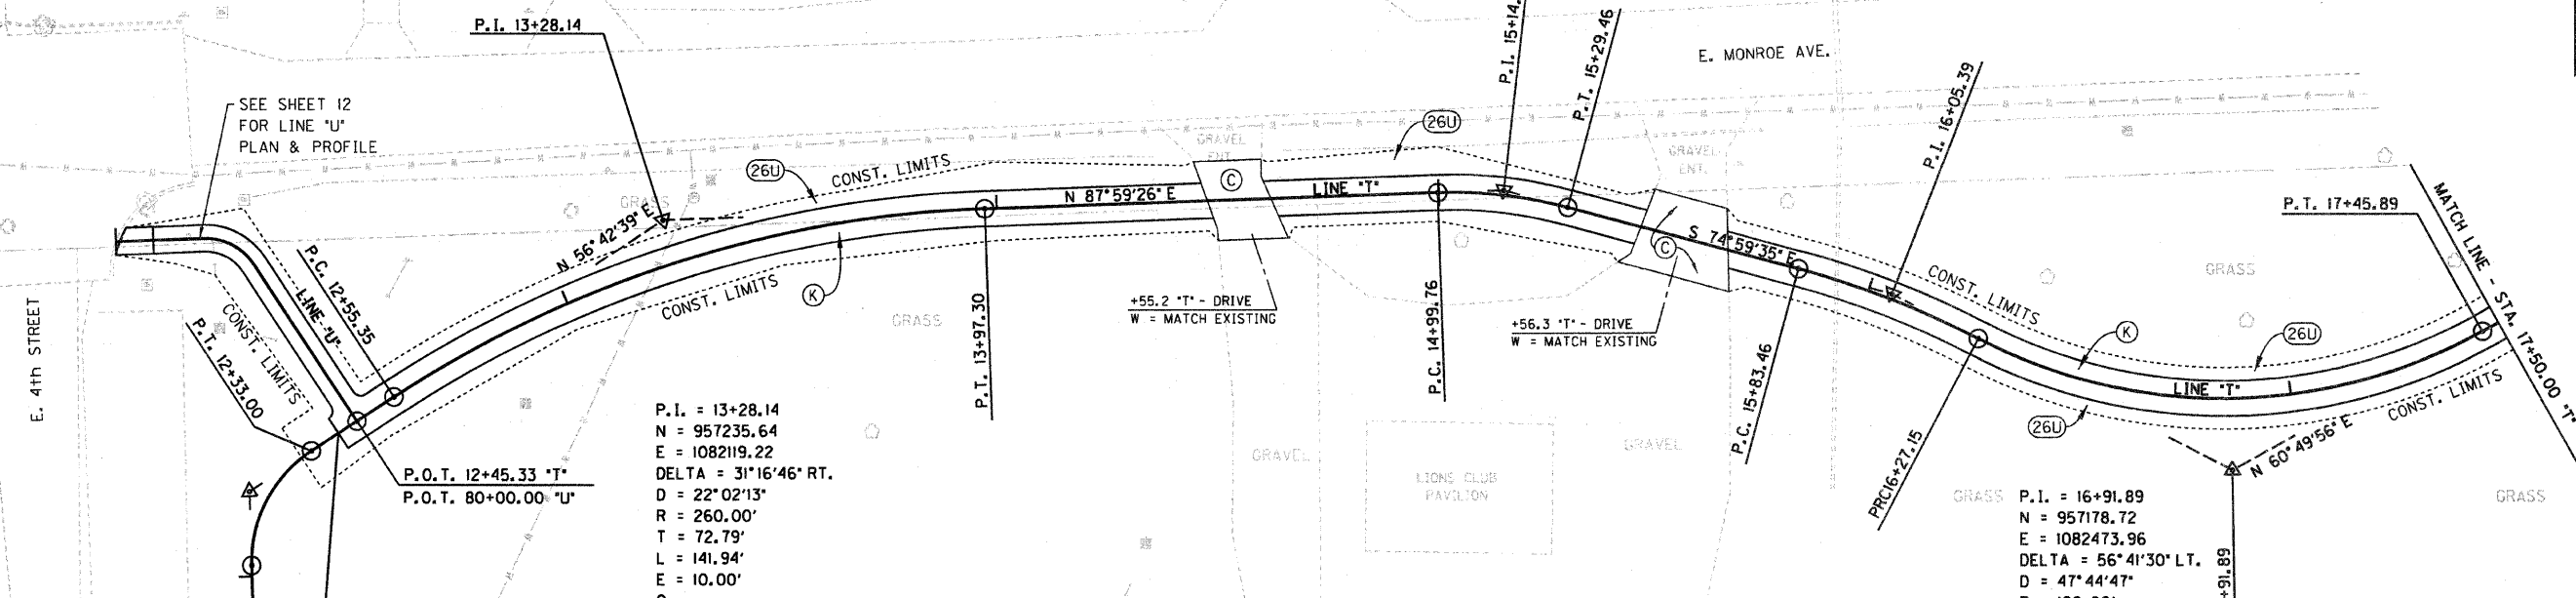 P.I. 13+28.14
P.I. 15+14.
P.T. 15+29.46
E. MONROE AVE.
P.I. 16+05.39
SEE SHEET 12
FOR LINE "U"
PLAN & PROFILE
26U
CONST. LIMITS
GRAVEL
ENT.
C
26U
GRAVEL
ENT.
GRASS
N 56°42'39" E
N 87°59'26" E
LINE "T"
S 74°59'35" E
C
P.T. 17+45.89
MATCH LINE - STA. 17+50.00 "T"
E. 4th STREET
P.C. 12+55.35
LINE "U"
CONST. LIMITS
P.T. 12+33.00
CONST. LIMITS
K
GRASS
P.T. 13+97.30
+55.2 "T" - DRIVE
W = MATCH EXISTING
P.C. 14+99.76
+56.3 "T" - DRIVE
W = MATCH EXISTING
P.C. 15+83.46
CONST. LIMITS
GRASS
K
26U
LINE "T"
CONST. LIMITS
26U
N 60°49'56" E
PRC16+27.15
P.O.T. 12+45.33 "T"
P.O.T. 80+00.00 "U"
P.I. = 13+28.14
N = 957235.64
E = 1082119.22
DELTA = 31°16'46" RT.
D = 22°02'13"
R = 260.00'
T = 72.79'
L = 141.94'
E = 10.00'
GRAVEL
LIONS CLUB
PAVILION
GRAVEL
GRASS
P.I. = 16+91.89
N = 957178.72
E = 1082473.96
DELTA = 56°41'30" LT.
D = 47°44'47"
+91.89
GRASS